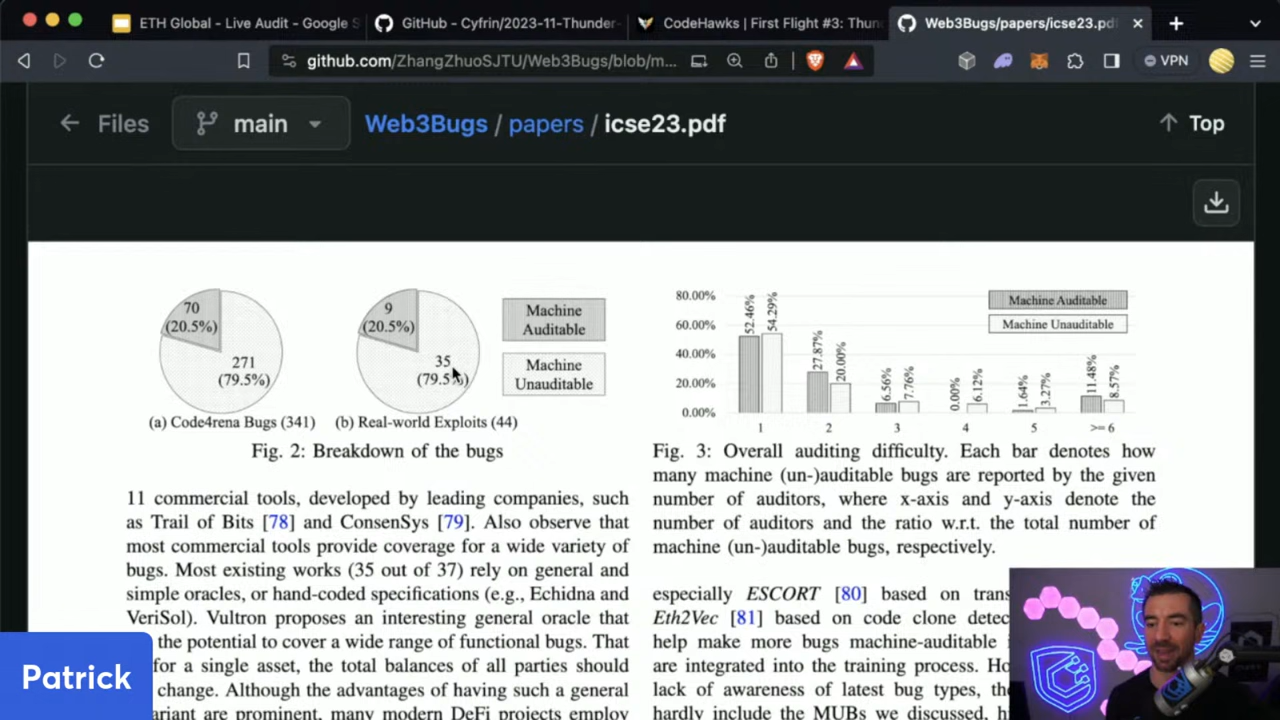 ETH Global - Live Audit - Google S
GitHub - Cyfrin/2023-11-Thunder-
CodeHawks | First Flight #3: Thun
Web3Bugs/papers/icse23.pdf
github.com/ZhangZhuoSJTU/Web3Bugs/blob/m...
VPN
Files
main
Web3Bugs / papers / icse23.pdf
Top
70
(20.5%)
271
(79.5%)
9
(20.5%)
35
(79.5%)
Machine
Auditable
Machine
Unauditable
(a) Code4rena Bugs (341)
(b) Real-world Exploits (44)
Fig. 2: Breakdown of the bugs
80.00%
60.00%
40.00%
20.00%
0.00%
52.46%
54.29%
27.87%
20.00%
6.56%
7.76%
0.00%
6.12%
1.64%
3.27%
11.48%
8.57%
1
2
3
4
5
>= 6
Machine Auditable
Machine Unauditable
Fig. 3: Overall auditing difficulty. Each bar denotes how
many machine (un-)auditable bugs are reported by the given
number of auditors, where x-axis and y-axis denote the
number of auditors and the ratio w.r.t. the total number of
machine (un-)auditable bugs, respectively.
11 commercial tools, developed by leading companies, such
as Trail of Bits [78] and ConsenSys [79]. Also observe that
most commercial tools provide coverage for a wide variety of
bugs. Most existing works (35 out of 37) rely on general and
simple oracles, or hand-coded specifications (e.g., Echidna and
VeriSol). Vultron proposes an interesting general oracle that
the potential to cover a wide range of functional bugs. That
for a single asset, the total balances of all parties should
change. Although the advantages of having such a general
variant are prominent, many modern DeFi projects employ
especially ESCORT [80] based on trans
Eth2Vec [81] based on code clone detec
help make more bugs machine-auditable
are integrated into the training process. Ho
lack of awareness of latest bug types, the
hardly include the MUBs we discussed, h
Patrick